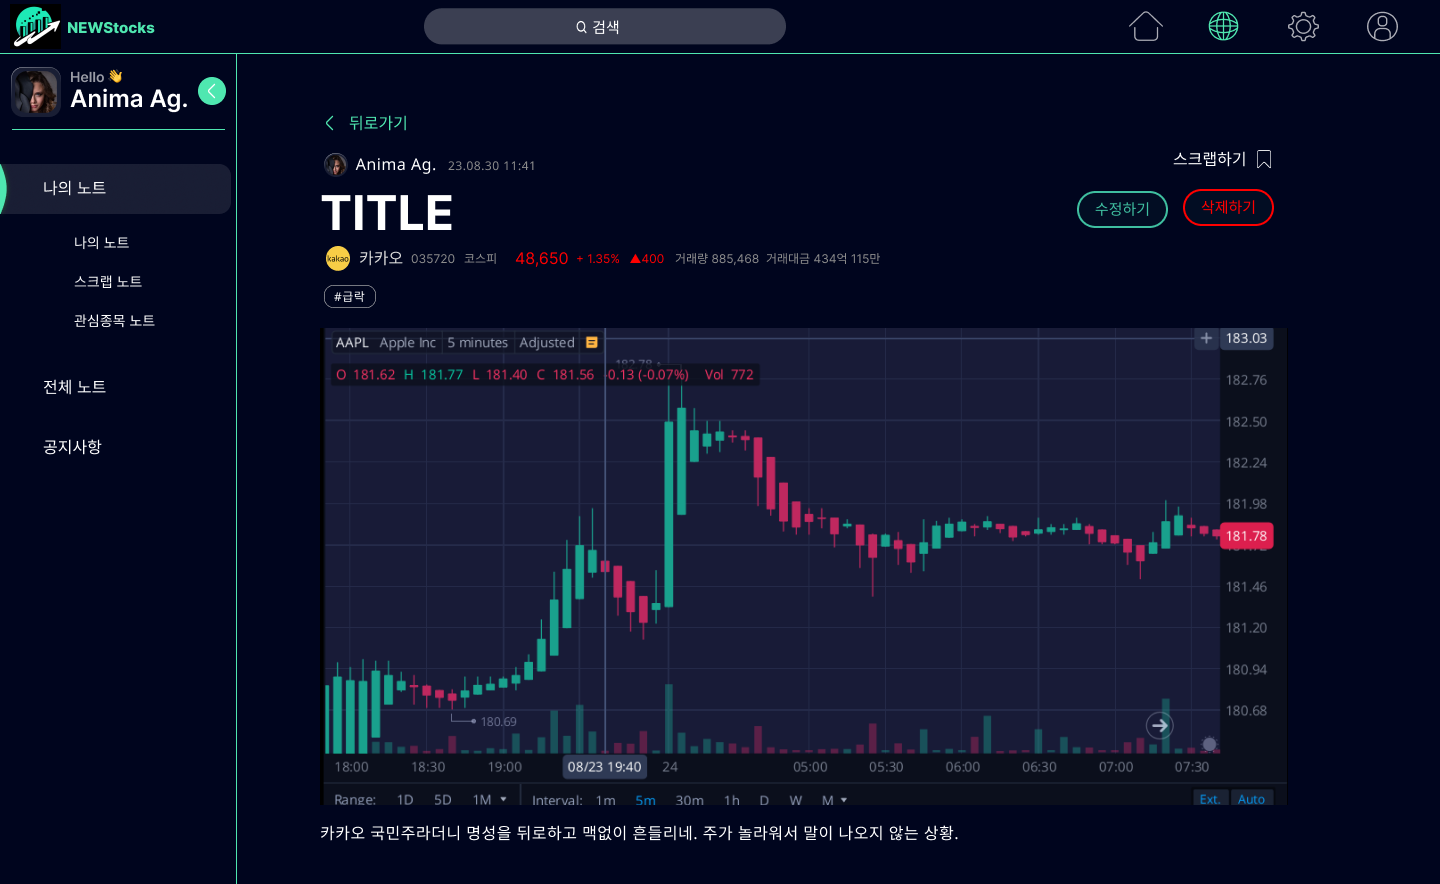 NEWStocks
검색
Hello 👋
Anima Ag.
나의 노트
나의 노트
스크랩 노트
관심종목 노트
전체 노트
공지사항
뒤로가기
Anima Ag. 23.08.30 11:41
스크랩하기
TITLE
수정하기 삭제하기
kakao 카카오 035720 코스피 48,650 + 1.35% ▲400 거래량 885,468 거래대금 434억 115만
#급락
AAPL Apple Inc 5 minutes Adjusted
O 181.62 H 181.77 L 181.40 C 181.56 -0.13 (-0.07%) Vol 772
183.03
182.76
182.50
182.24
181.98
181.78
181.46
181.20
180.94
180.68
180.69
18:00 18:30 19:00 08/23 19:40 24 05:00 05:30 06:00 06:30 07:00 07:30
Range: 1D 5D 1M Interval: 1m 5m 30m 1h D W M Ext. Auto
카카오 국민주라더니 명성을 뒤로하고 맥없이 흔들리네. 주가 놀라워서 말이 나오지 않는 상황.